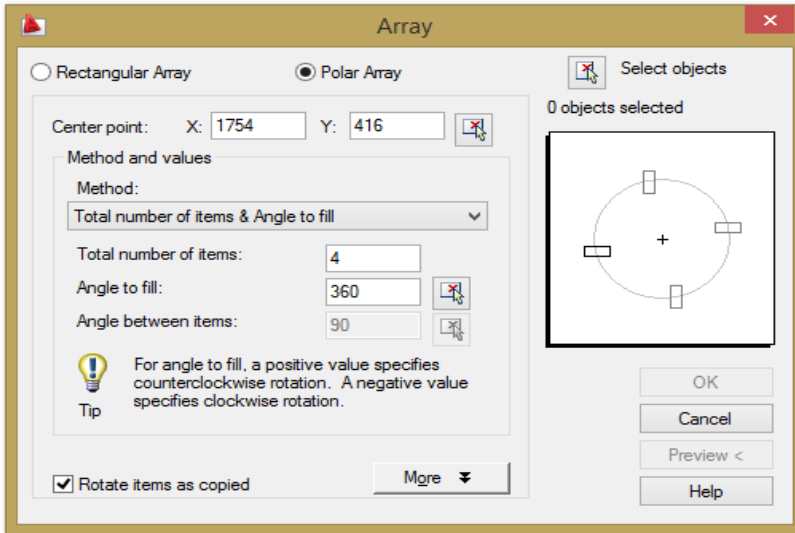 Array
Rectangular Array
Polar Array
Select objects
0 objects selected
Center point: X: 1754 Y: 416
Method and values
Method:
Total number of items & Angle to fill
Total number of items: 4
Angle to fill: 360
Angle between items: 90
For angle to fill, a positive value specifies
counterclockwise rotation. A negative value
specifies clockwise rotation.
Tip
OK
Cancel
Preview <
Help
Rotate items as copied
More